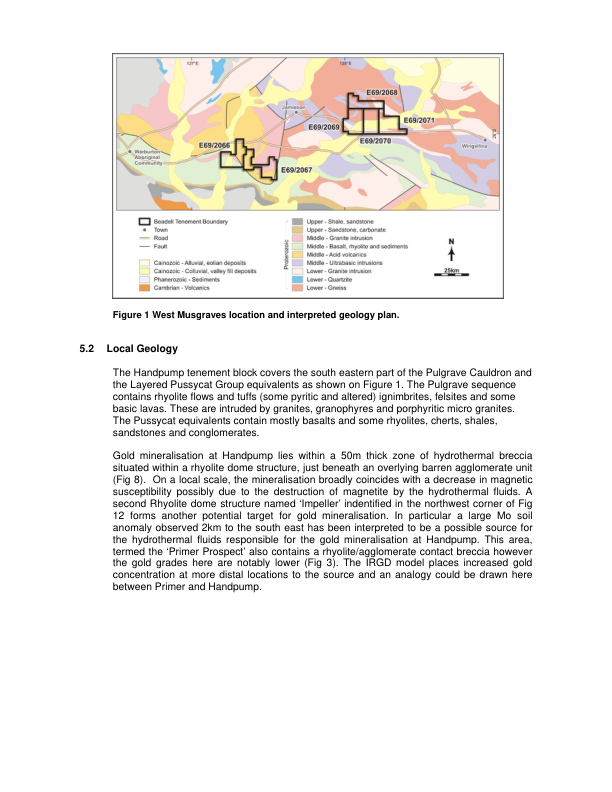 127°E
128°E
E69/2068
Jameson
E69/2071
E69/2069
E69/2066
E69/2070
Wingelina
Warburton
Aboriginal
Community
E69/2067
Beadell Tenement Boundary
Town
Road
Fault
Cainozoic - Alluvial, eolian deposits
Cainozoic - Colluvial, valley fill deposits
Phanerozoic - Sediments
Cambrian - Volcanics
Proterozoic
Upper - Shale, sandstone
Upper - Sandstone, carbonate
Middle - Granite intrusion
Middle - Basalt, rhyolite and sediments
Middle - Acid volcanics
Middle - Ultrabasic intrusions
Lower - Granite intrusion
Lower - Quartzite
Lower - Gneiss
N
25km
Figure 1 West Musgraves location and interpreted geology plan.
5.2 Local Geology
The Handpump tenement block covers the south eastern part of the Pulgrave Cauldron and
the Layered Pussycat Group equivalents as shown on Figure 1. The Pulgrave sequence
contains rhyolite flows and tuffs (some pyritic and altered) ignimbrites, felsites and some
basic lavas. These are intruded by granites, granophyres and porphyritic micro granites.
The Pussycat equivalents contain mostly basalts and some rhyolites, cherts, shales,
sandstones and conglomerates.
Gold mineralisation at Handpump lies within a 50m thick zone of hydrothermal breccia
situated within a rhyolite dome structure, just beneath an overlying barren agglomerate unit
(Fig 8). On a local scale, the mineralisation broadly coincides with a decrease in magnetic
susceptibility possibly due to the destruction of magnetite by the hydrothermal fluids. A
second Rhyolite dome structure named ‘Impeller’ indentified in the northwest corner of Fig
12 forms another potential target for gold mineralisation. In particular a large Mo soil
anomaly observed 2km to the south east has been interpreted to be a possible source for
the hydrothermal fluids responsible for the gold mineralisation at Handpump. This area,
termed the ‘Primer Prospect’ also contains a rhyolite/agglomerate contact breccia however
the gold grades here are notably lower (Fig 3). The IRGD model places increased gold
concentration at more distal locations to the source and an analogy could be drawn here
between Primer and Handpump.